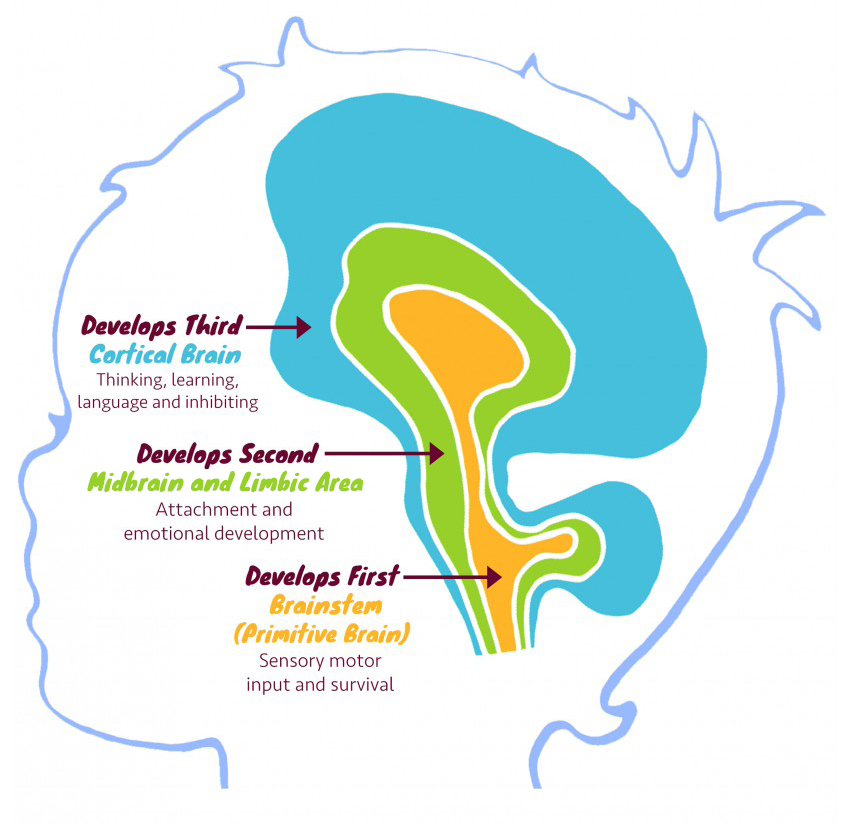 Develops Third
Cortical Brain
Thinking, learning,
language and inhibiting
Develops Second
Midbrain and Limbic Area
Attachment and
emotional development
Develops First
Brainstem
(Primitive Brain)
Sensory motor
input and survival